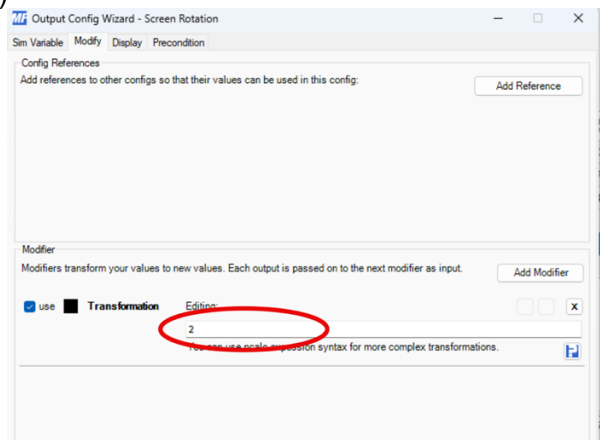 )
MF Output Config Wizard - Screen Rotation
Sim Variable Modify Display Precondition
Config References
Add references to other configs so that their values can be used in this config:
Add Reference
Modifier
Modifiers transform your values to new values. Each output is passed on to the next modifier as input.
Add Modifier
use Transformation Editing: x
2
You can use ncalc expession syntax for more complex transformations.